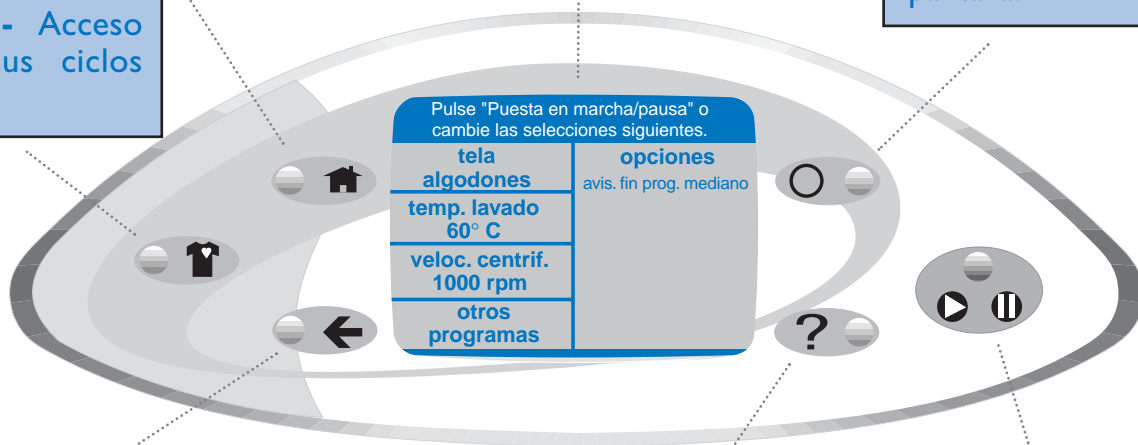 - Acceso
us ciclos
Pulse "Puesta en marcha/pausa" o
cambie las selecciones siguientes.
tela
algodones
temp. lavado
60° C
veloc. centrif.
1000 rpm
otros
programas
opciones
avis. fin prog. mediano
?